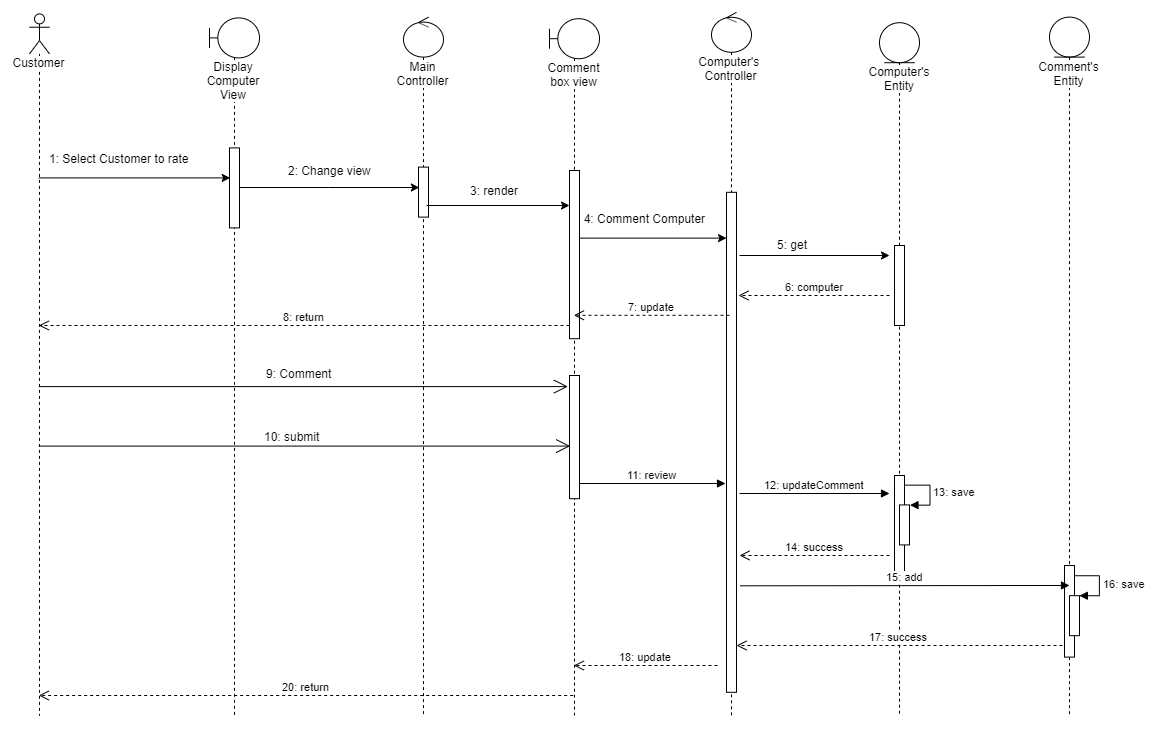 Customer
Display
Computer
View
Main
Controller
Comment
box view
Computer's
Controller
Computer's
Entity
Comment's
Entity
1: Select Customer to rate
2: Change view
3: render
4: Comment Computer
5: get
6: computer
7: update
8: return
9: Comment
10: submit
11: review
12: updateComment
13: save
14: success
15: add
16: save
17: success
18: update
20: return